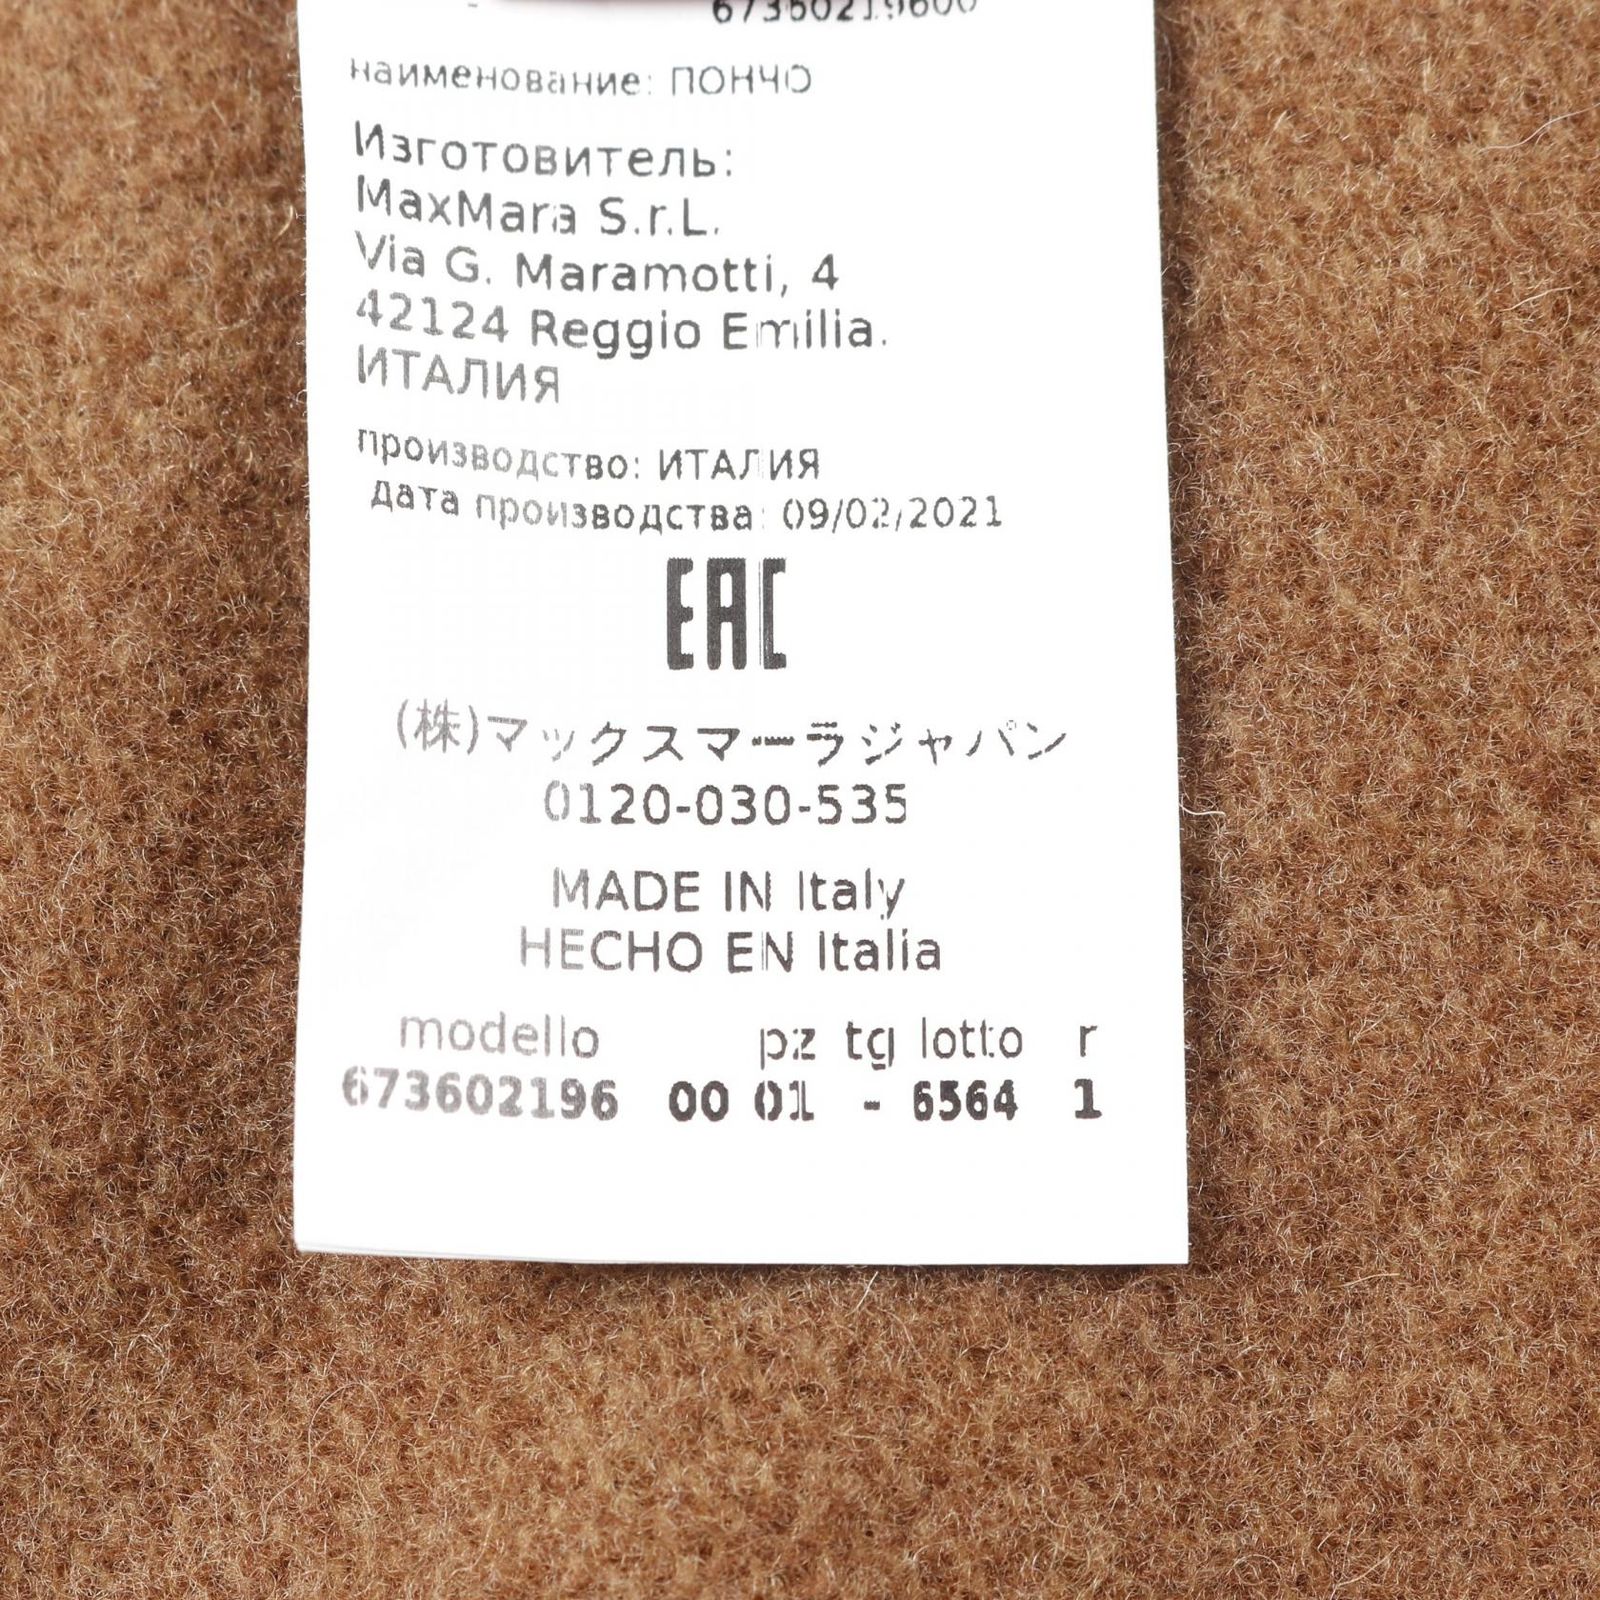 67360219600
наименование: ПОНЧО
Изготовитель:
MaxMara S.r.L.
Via G. Maramotti, 4
42124 Reggio Emilia.
ИТАЛИЯ
производство: ИТАЛИЯ
дата производства: 09/02/2021
EAC
(株)マックスマーラジャパン
0120-030-535
MADE IN Italy
HECHO EN Italia
modello pz tg lotto r
673602196 00 01 - 6564 1